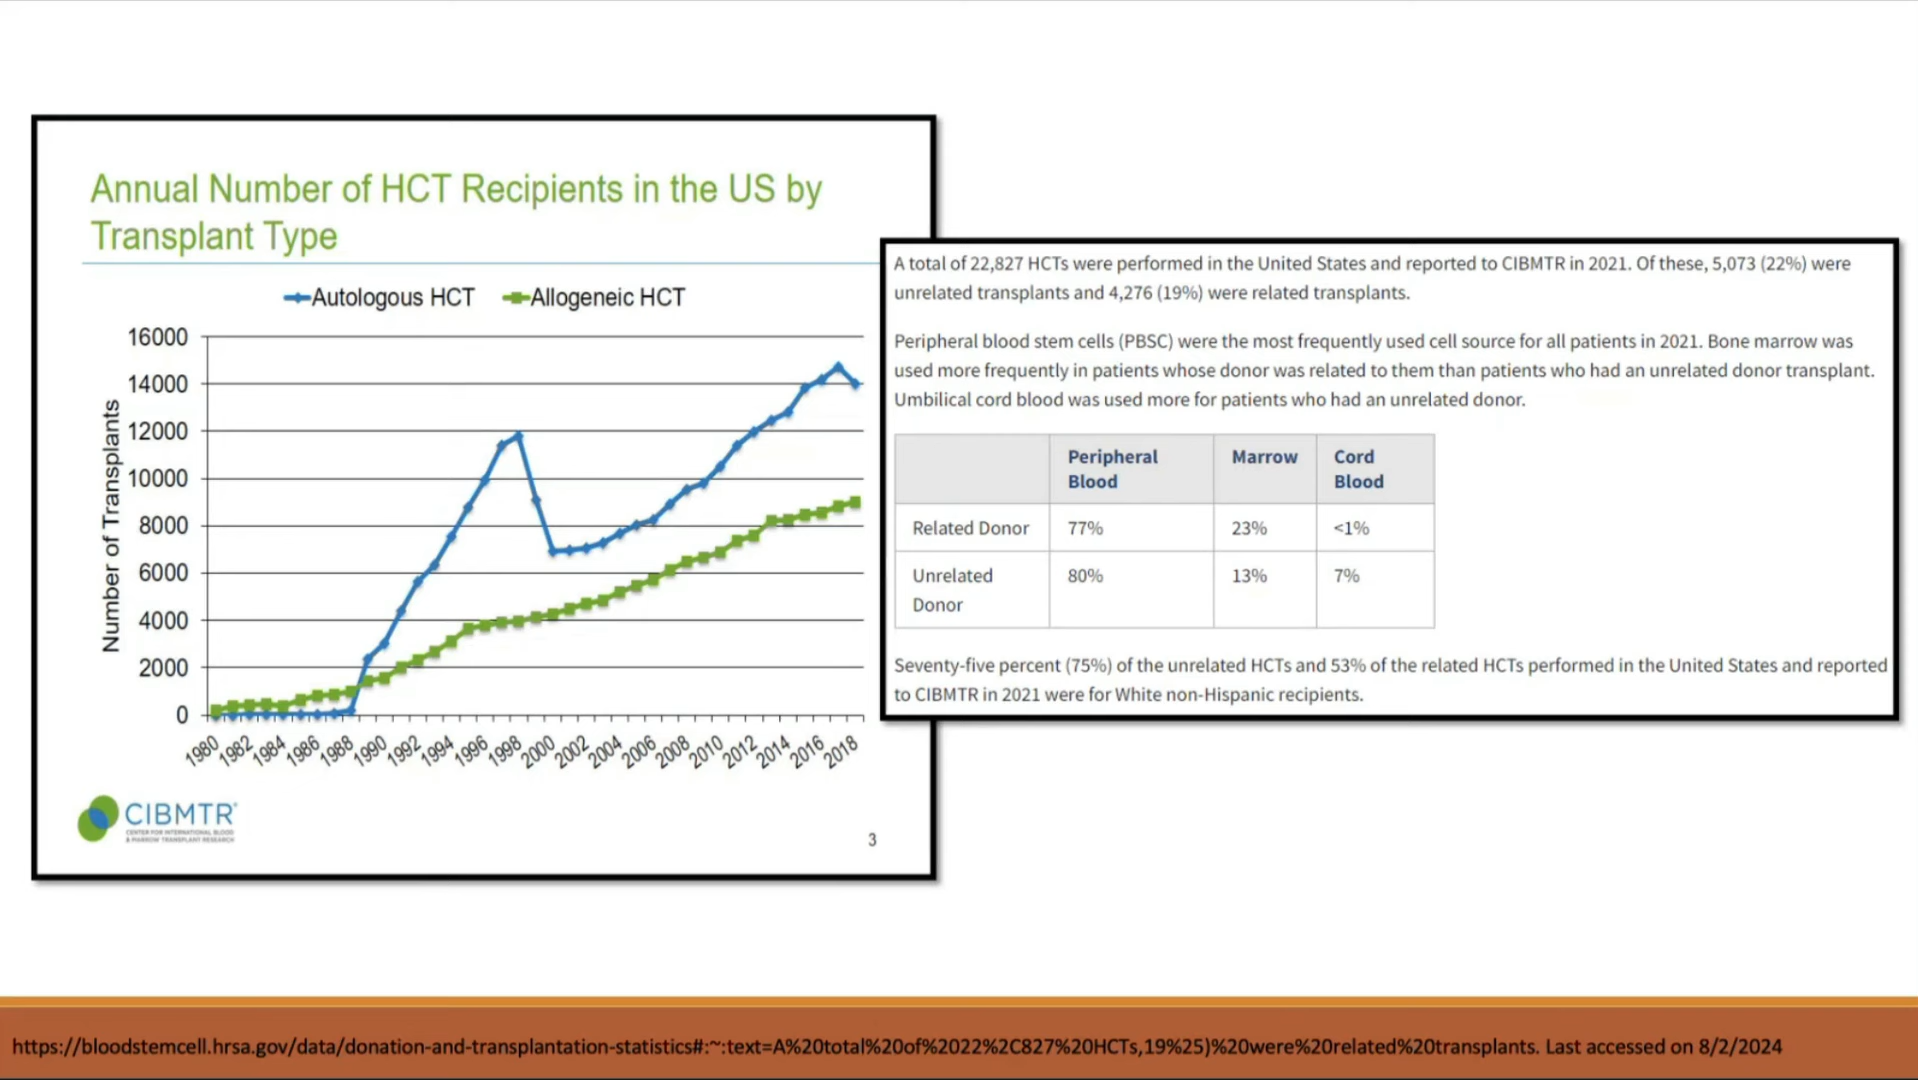 Annual Number of HCT Recipients in the US by
Transplant Type
Autologous HCT
Allogeneic HCT
Number of Transplants
16000
14000
12000
10000
8000
6000
4000
2000
0
1980
1982
1984
1986
1988
1990
1992
1994
1996
1998
2000
2002
2004
2006
2008
2010
2012
2014
2016
2018
CIBMTR
CENTER FOR INTERNATIONAL BLOOD
& MARROW TRANSPLANT RESEARCH
3
A total of 22,827 HCTs were performed in the United States and reported to CIBMTR in 2021. Of these, 5,073 (22%) were
unrelated transplants and 4,276 (19%) were related transplants.
Peripheral blood stem cells (PBSC) were the most frequently used cell source for all patients in 2021. Bone marrow was
used more frequently in patients whose donor was related to them than patients who had an unrelated donor transplant.
Umbilical cord blood was used more for patients who had an unrelated donor.
Peripheral Blood
Marrow
Cord Blood
Related Donor
77%
23%
<1%
Unrelated Donor
80%
13%
7%
Seventy-five percent (75%) of the unrelated HCTs and 53% of the related HCTs performed in the United States and reported
to CIBMTR in 2021 were for White non-Hispanic recipients.
https://bloodstemcell.hrsa.gov/data/donation-and-transplantation-statistics#:~:text=A%20total%20of%2022%2C827%20HCTs,19%25)%20were%20related%20transplants. Last accessed on 8/2/2024